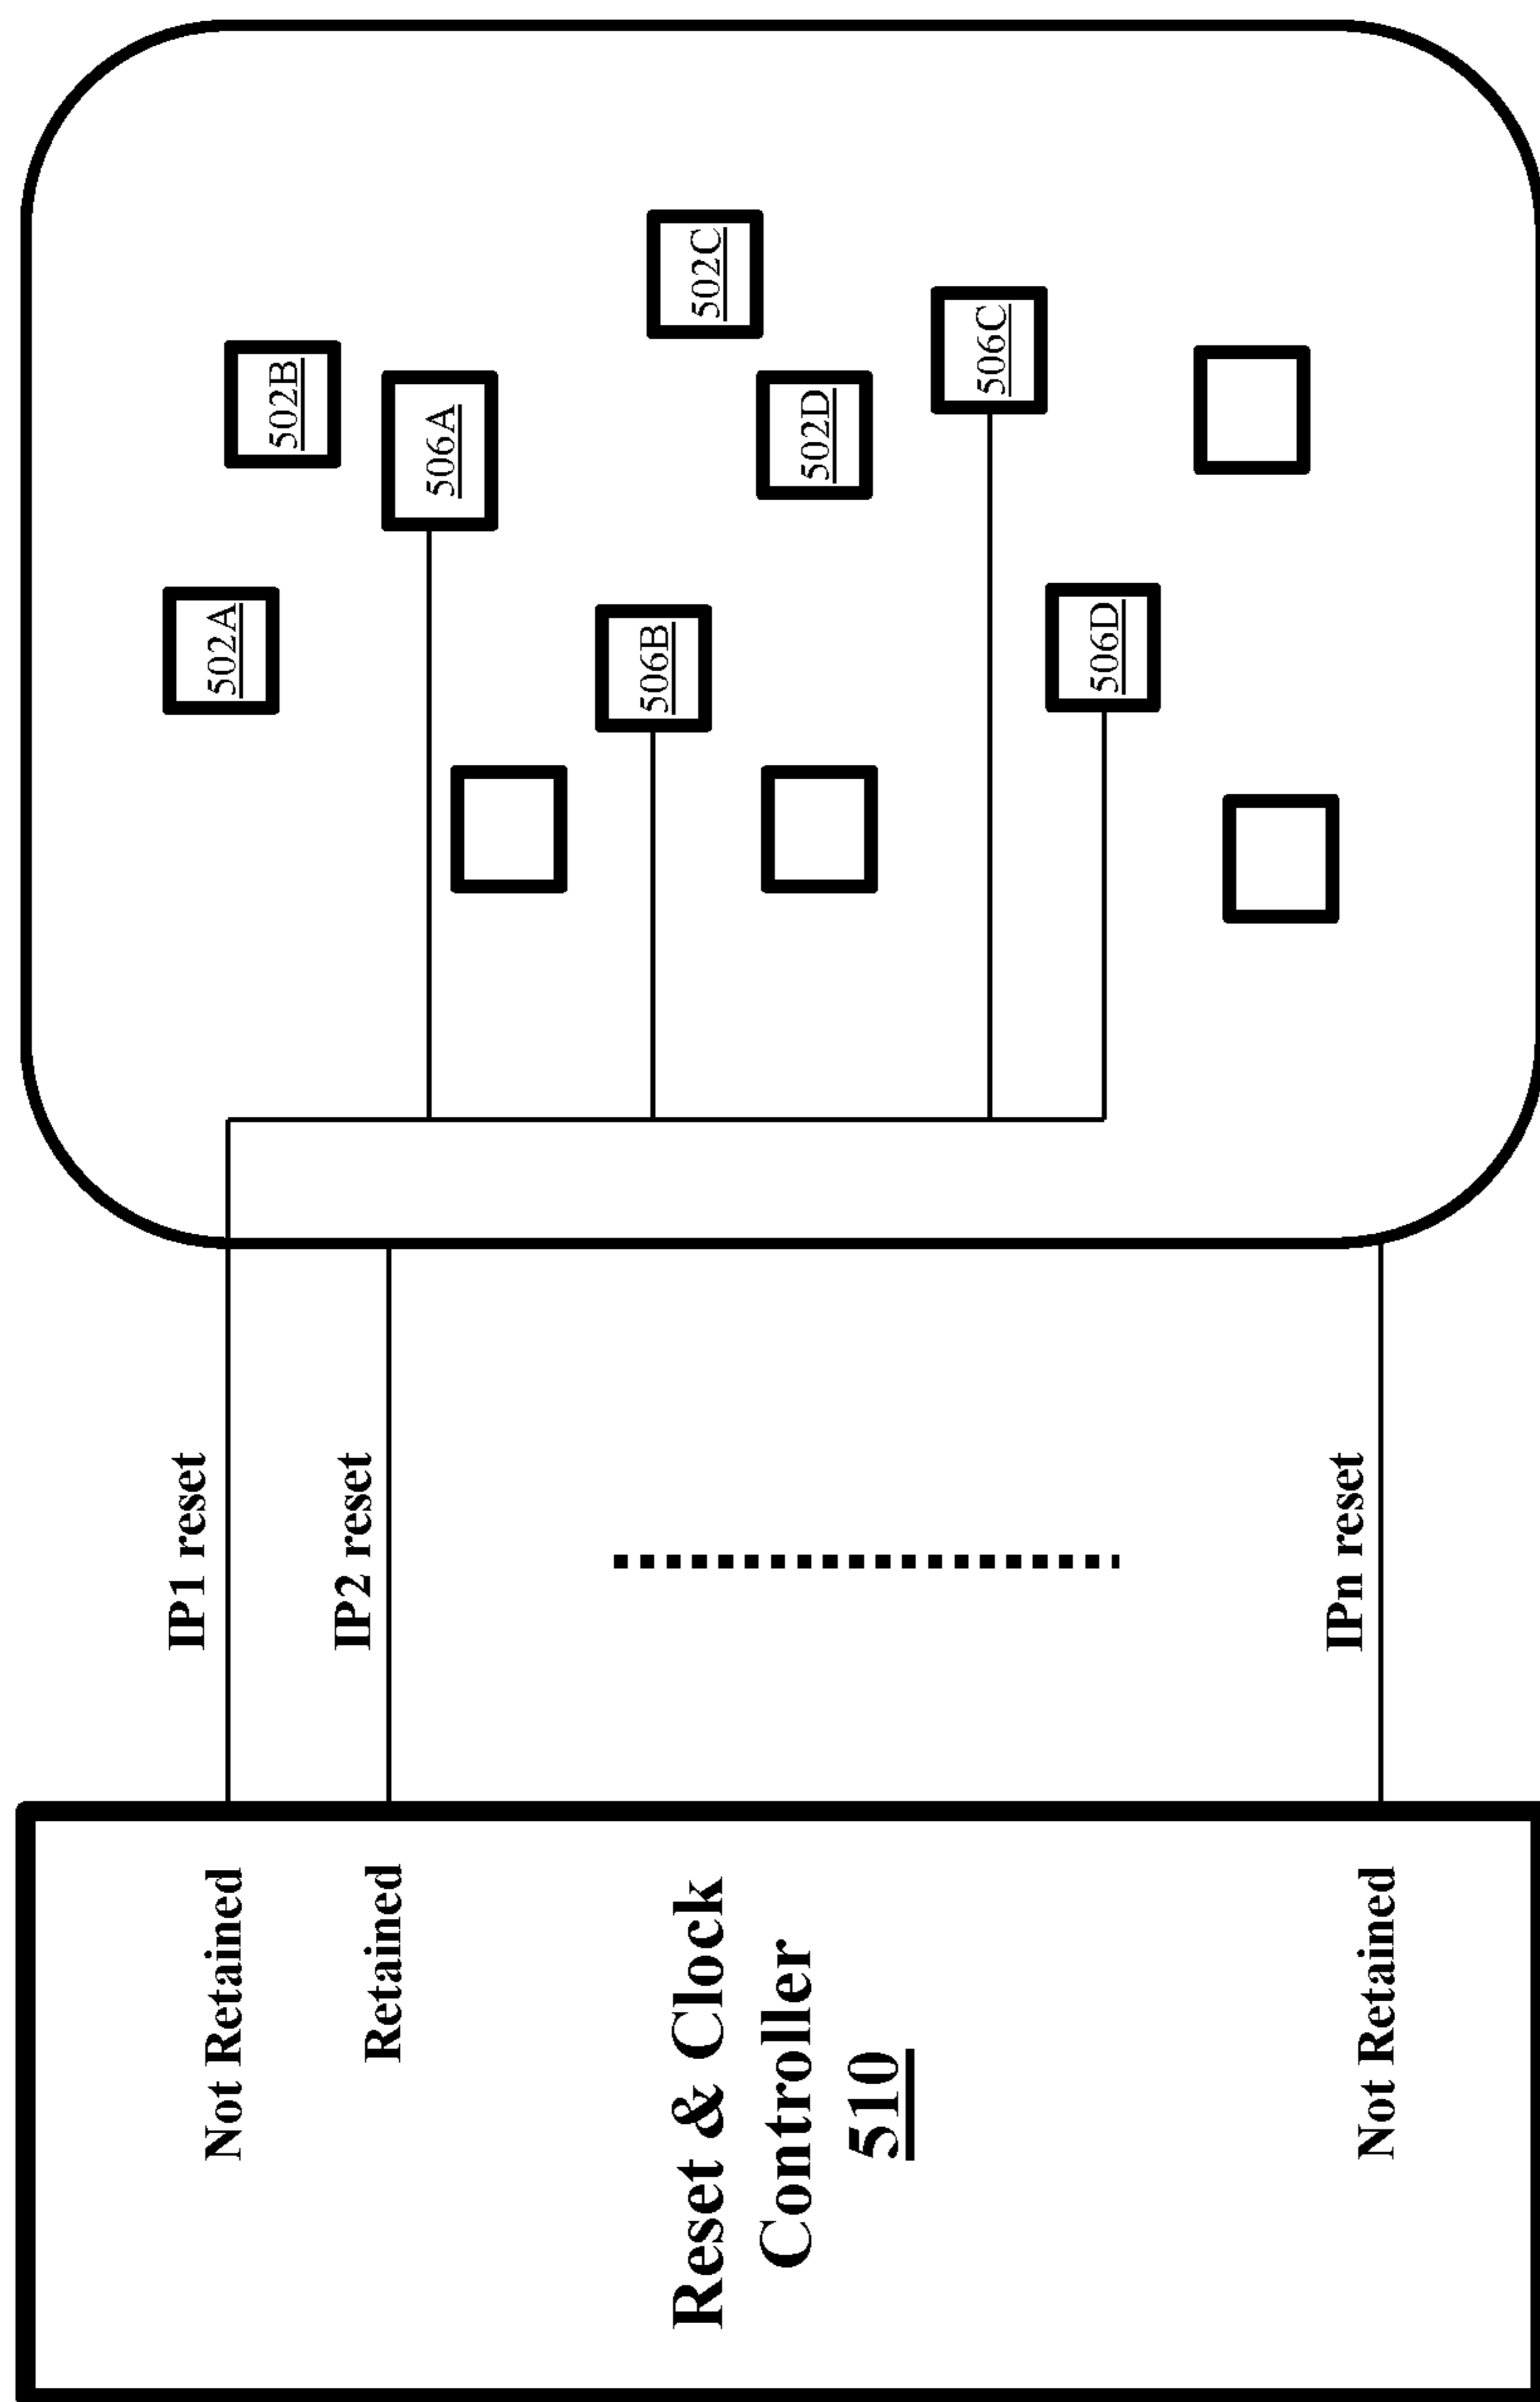 Not Retained
IP1 reset
Retained
IP2 reset
Reset & Clock
Controller
510
Not Retained
IPn reset
502A
502B
506A
506B
502C
502D
506C
506D